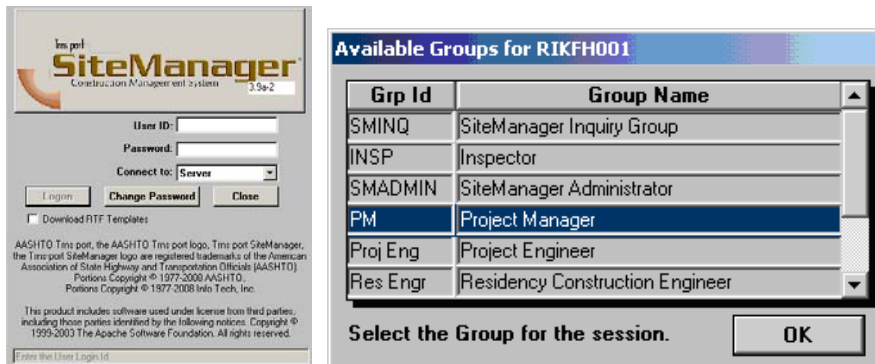 Trns·port
SiteManager
Construction Management System
3.9a-2
User ID:
Password:
Connect to: Server
Logon Change Password Close
Download RTF Templates
AASHTO Trns·port, the AASHTO Trns·port logo, Trns·port SiteManager,
the Trns·port SiteManager logo are registered trademarks of the American
Association of State Highway and Transportation Officials (AASHTO)
Portions Copyright © 1977-2008 AASHTO.
Portions Copyright © 1977-2008 Info Tech, Inc.
This product includes software used under license from third parties,
including those parties identified by the following notices. Copyright ©
1999-2003 The Apache Software Foundation. All rights reserved.
Enter the User Login Id
Available Groups for RIKFH001
Grp Id Group Name
SMINQ SiteManager Inquiry Group
INSP Inspector
SMADMIN SiteManager Administrator
PM Project Manager
Proj Eng Project Engineer
Res Engr Residency Construction Engineer
Select the Group for the session. OK